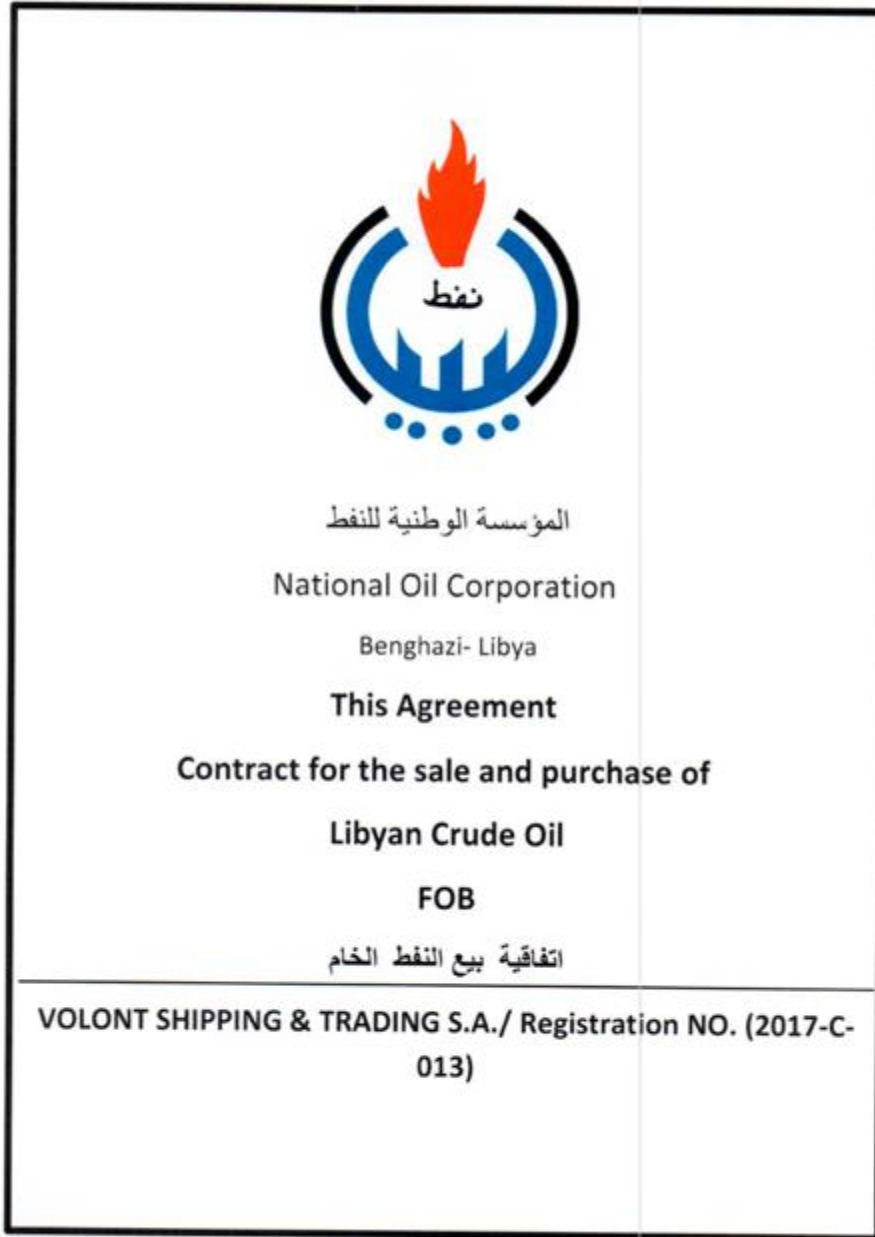 نفط
المؤسسة الوطنية للنفط
National Oil Corporation
Benghazi- Libya
This Agreement
Contract for the sale and purchase of
Libyan Crude Oil
FOB
اتفاقية بيع النفط الخام
VOLONT SHIPPING & TRADING S.A./ Registration NO. (2017-C-
013)